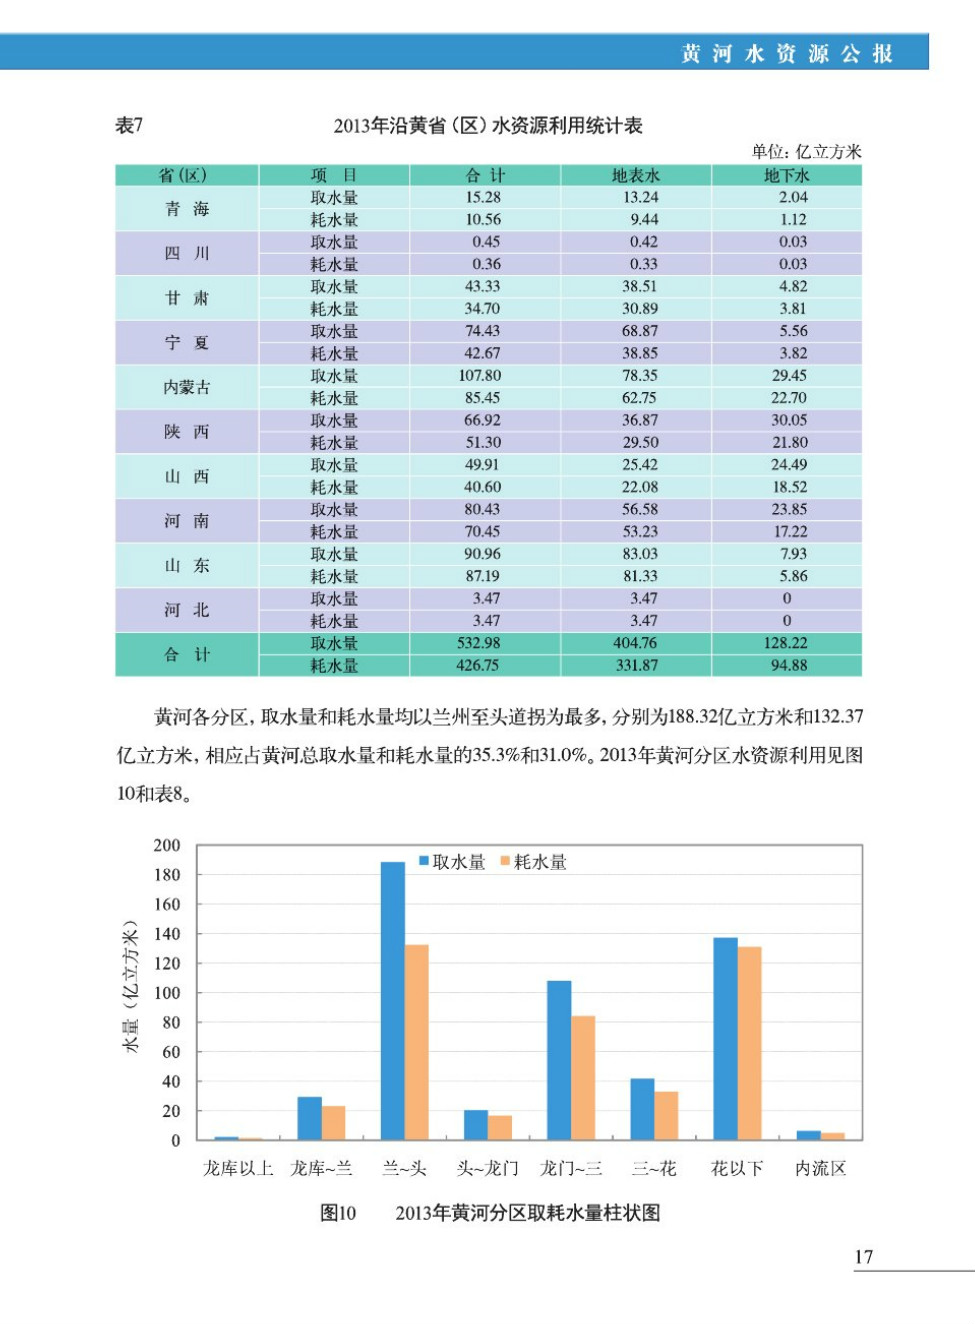 黄河水资源公报
表7 2013年沿黄省(区)水资源利用统计表
单位: 亿立方米
省(区) 项 目 合 计 地表水 地下水
青 海 取水量 15.28 13.24 2.04
耗水量 10.56 9.44 1.12
四 川 取水量 0.45 0.42 0.03
耗水量 0.36 0.33 0.03
甘 肃 取水量 43.33 38.51 4.82
耗水量 34.70 30.89 3.81
宁 夏 取水量 74.43 68.87 5.56
耗水量 42.67 38.85 3.82
内蒙古 取水量 107.80 78.35 29.45
耗水量 85.45 62.75 22.70
陕 西 取水量 66.92 36.87 30.05
耗水量 51.30 29.50 21.80
山 西 取水量 49.91 25.42 24.49
耗水量 40.60 22.08 18.52
河 南 取水量 80.43 56.58 23.85
耗水量 70.45 53.23 17.22
山 东 取水量 90.96 83.03 7.93
耗水量 87.19 81.33 5.86
河 北 取水量 3.47 3.47 0
耗水量 3.47 3.47 0
合 计 取水量 532.98 404.76 128.22
耗水量 426.75 331.87 94.88
黄河各分区, 取水量和耗水量均以兰州至头道拐为最多, 分别为188.32亿立方米和132.37
亿立方米, 相应占黄河总取水量和耗水量的35.3%和31.0%。2013年黄河分区水资源利用见图
10和表8。
取水量 耗水量
水量（亿立方米）
200
180
160
140
120
100
80
60
40
20
0
龙库以上 龙库~兰 兰~头 头~龙门 龙门~三 三~花 花以下 内流区
图10 2013年黄河分区取耗水量柱状图
17